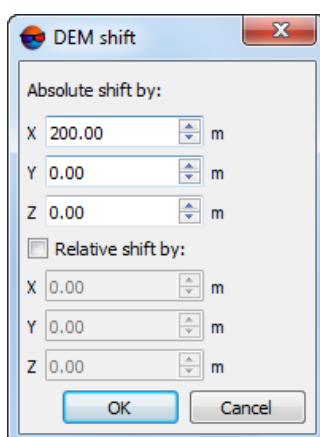 DEM shift
Absolute shift by:
X 200.00 m
Y 0.00 m
Z 0.00 m
Relative shift by:
X 0.00 m
Y 0.00 m
Z 0.00 m
OK Cancel